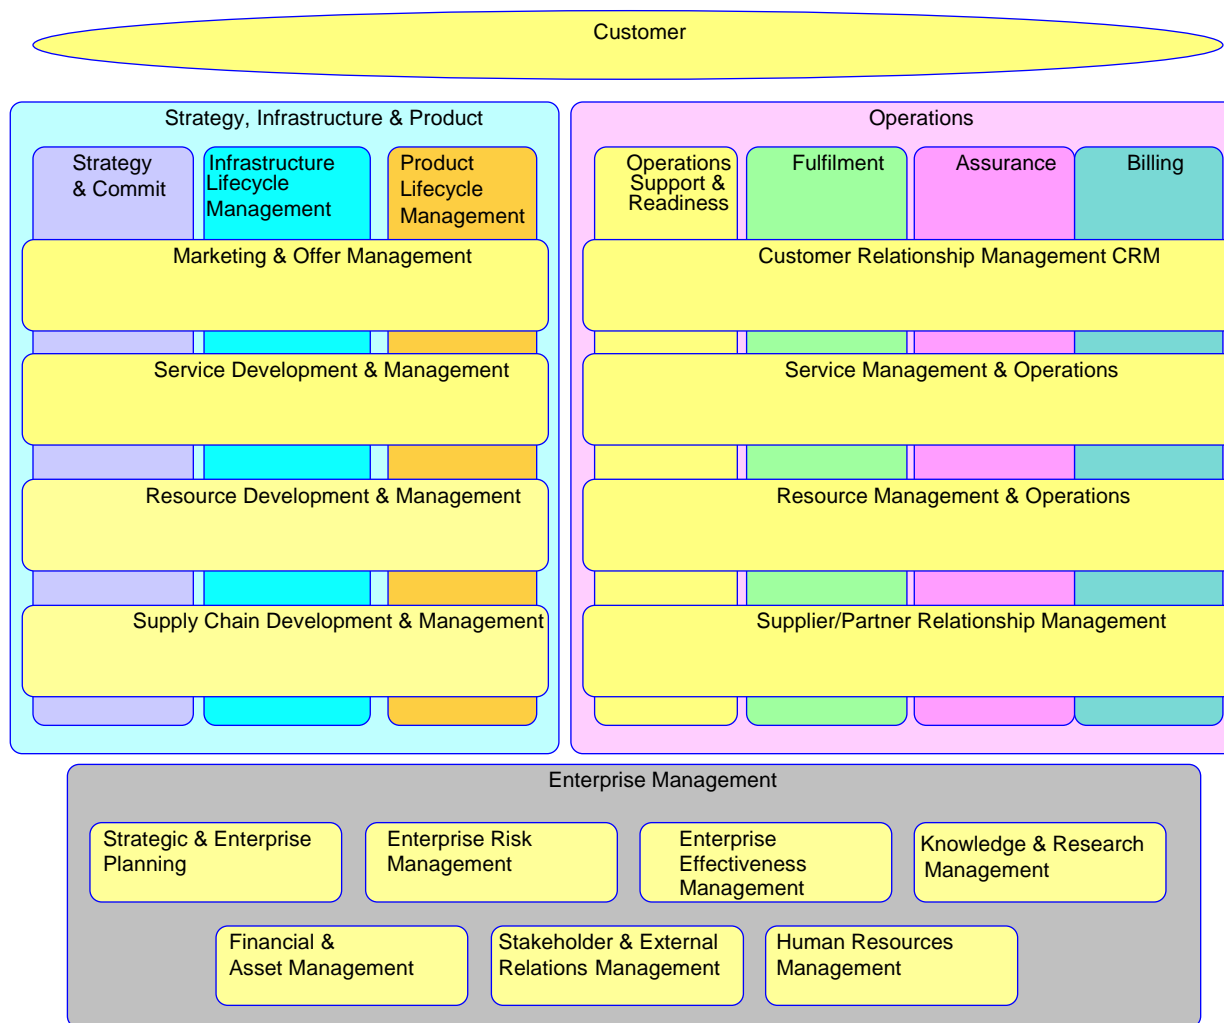 Customer
Strategy, Infrastructure & Product
Strategy
& Commit
Infrastructure
Lifecycle
Management
Product
Lifecycle
Management
Marketing & Offer Management
Service Development & Management
Resource Development & Management
Supply Chain Development & Management
Operations
Operations
Support &
Readiness
Fulfilment
Assurance
Billing
Customer Relationship Management CRM
Service Management & Operations
Resource Management & Operations
Supplier/Partner Relationship Management
Enterprise Management
Strategic & Enterprise
Planning
Enterprise Risk
Management
Enterprise
Effectiveness
Management
Knowledge & Research
Management
Financial &
Asset Management
Stakeholder & External
Relations Management
Human Resources
Management